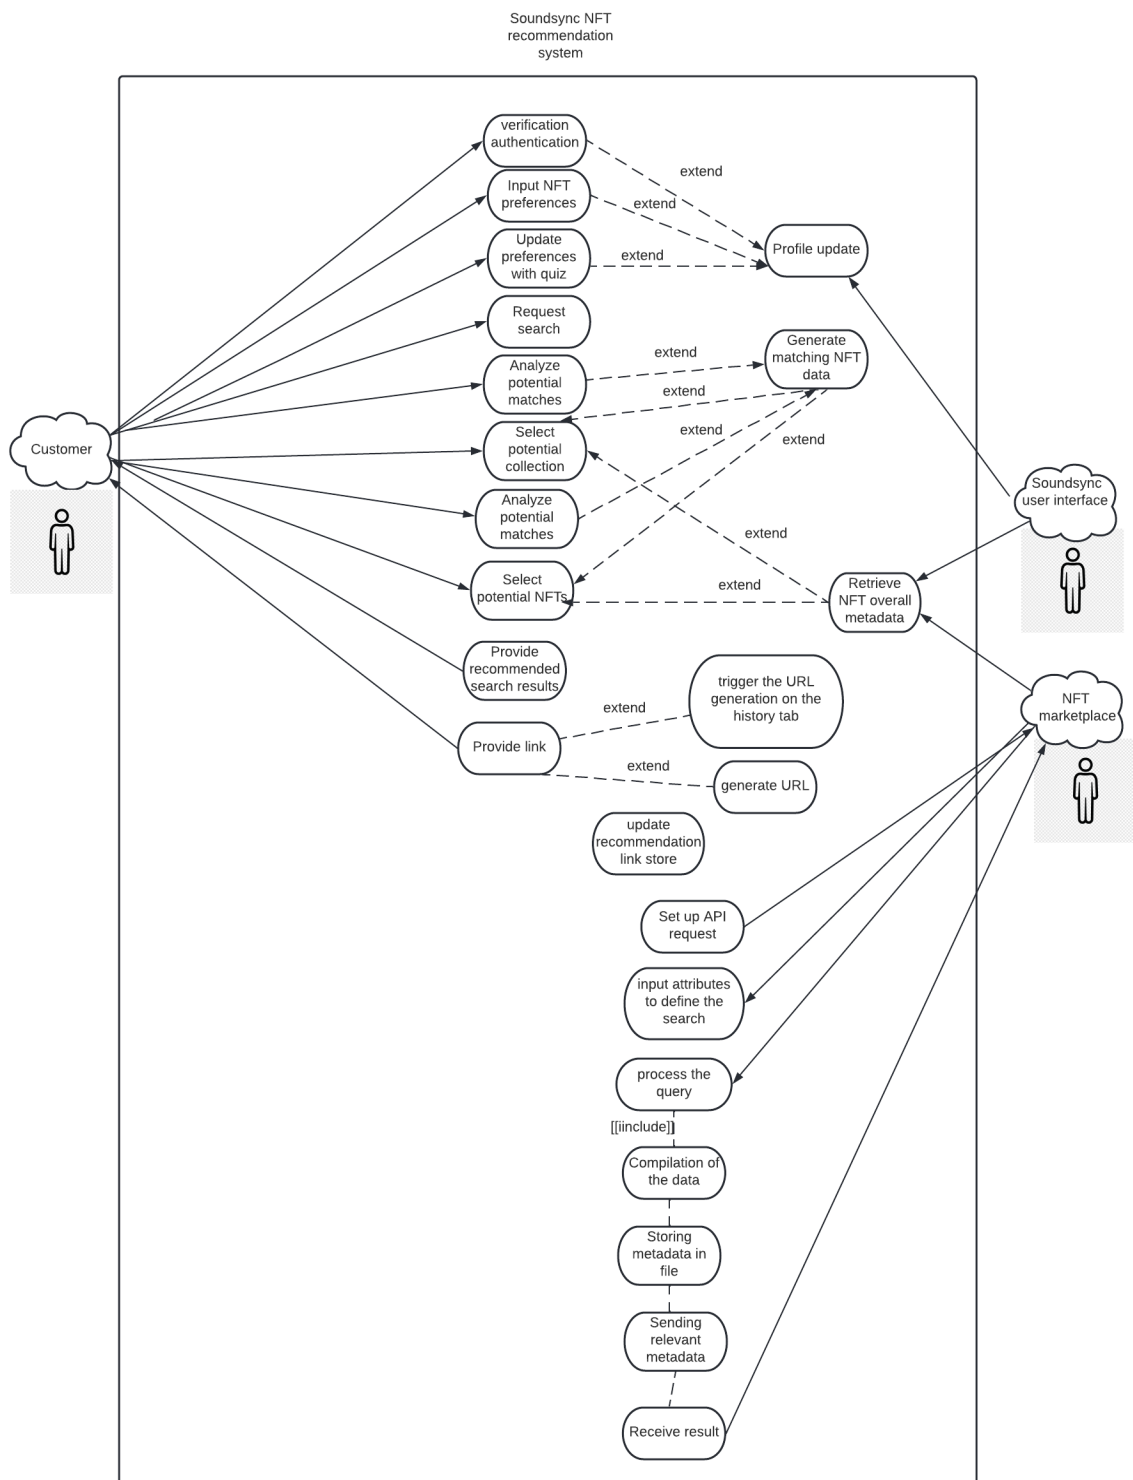 Soundsync NFT
recommendation
system
verification
authentication
extend
Input NFT
preferences
extend
Update
preferences
with quiz
extend
Profile update
Request
search
Generate
matching NFT
data
Analyze
potential
matches
extend
extend
Customer
Select
potential
collection
extend
extend
Soundsync
user interface
Analyze
potential
matches
extend
Select
potential NFTs
extend
Retrieve
NFT overall
metadata
Provide
recommended
search results
trigger the URL
generation on the
history tab
NFT
marketplace
extend
Provide link
extend
generate URL
update
recommendation
link store
Set up API
request
input attributes
to define the
search
process the
query
[[iinclude]]
Compilation of
the data
Storing
metadata in
file
Sending
relevant
metadata
Receive result